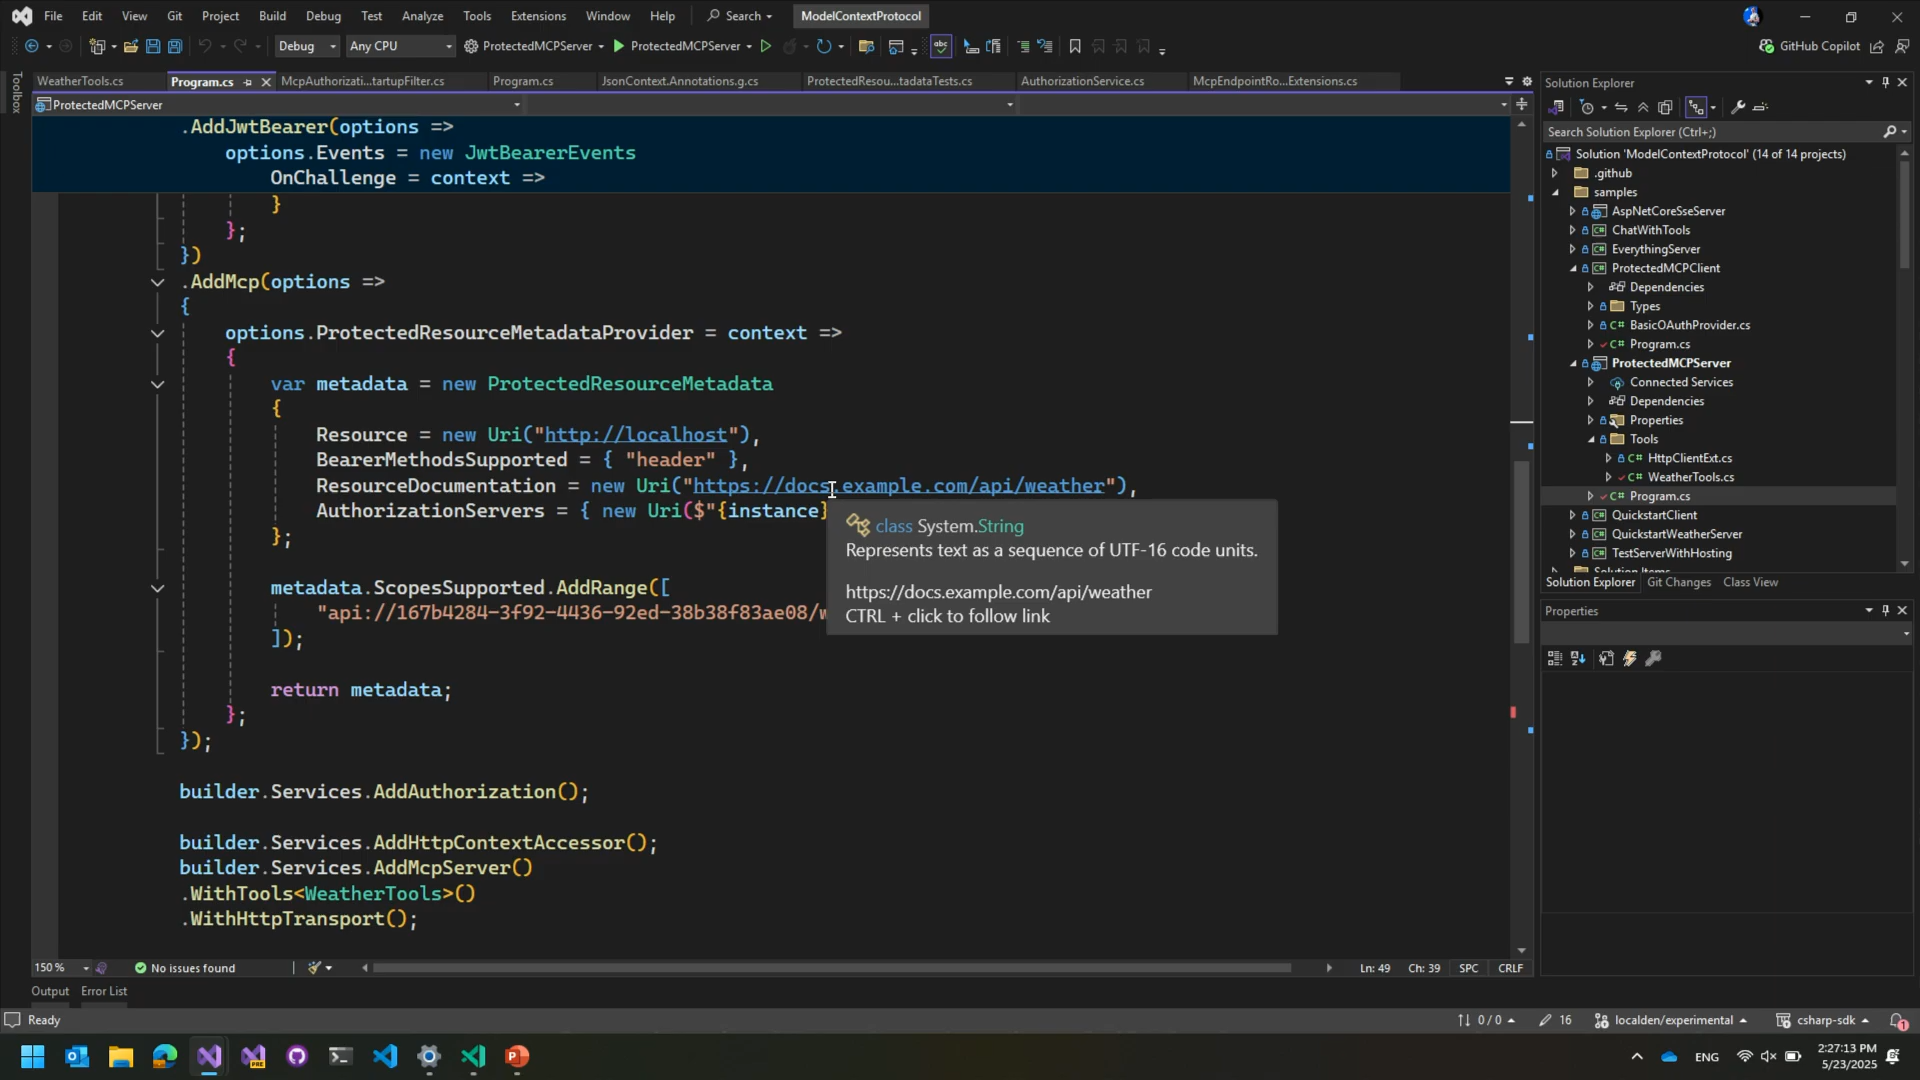 File Edit View Git Project Build Debug Test Analyze Tools Extensions Window Help Search ModelContextProtocol
Debug Any CPU ProtectedMCPServer ProtectedMCPServer GitHub Copilot
WeatherTools.cs Program.cs McpAuthorizati...tartupFilter.cs Program.cs JsonContext.Annotations.g.cs ProtectedResou...tadataTests.cs AuthorizationService.cs McpEndpointRo...Extensions.cs
Toolbox
ProtectedMCPServer
.AddJwtBearer(options =>
options.Events = new JwtBearerEvents
OnChallenge = context =>
}
};
})
.AddMcp(options =>
{
options.ProtectedResourceMetadataProvider = context =>
{
var metadata = new ProtectedResourceMetadata
{
Resource = new Uri("http://localhost"),
BearerMethodsSupported = { "header" },
ResourceDocumentation = new Uri("https://docs.example.com/api/weather"),
AuthorizationServers = { new Uri($"{instance}
};
class System.String
Represents text as a sequence of UTF-16 code units.
https://docs.example.com/api/weather
CTRL + click to follow link
metadata.ScopesSupported.AddRange([
"api://167b4284-3f92-4436-92ed-38b38f83ae08/
]);
return metadata;
};
});
builder.Services.AddAuthorization();
builder.Services.AddHttpContextAccessor();
builder.Services.AddMcpServer()
.WithTools<WeatherTools>()
.WithHttpTransport();
150 % No issues found Ln: 49 Ch: 39 SPC CRLF
Output Error List
Solution Explorer
Search Solution Explorer (Ctrl+;)
Solution 'ModelContextProtocol' (14 of 14 projects)
.github
samples
AspNetCoreSseServer
ChatWithTools
EverythingServer
ProtectedMCPClient
Dependencies
Types
BasicOAuthProvider.cs
Program.cs
ProtectedMCPServer
Connected Services
Dependencies
Properties
Tools
HttpClientExt.cs
WeatherTools.cs
Program.cs
QuickstartClient
QuickstartWeatherServer
TestServerWithHosting
Solution Items
Solution Explorer Git Changes Class View
Properties
Ready 0 / 0 16 localden/experimental csharp-sdk 1
ENG 2:27:13 PM
5/23/2025